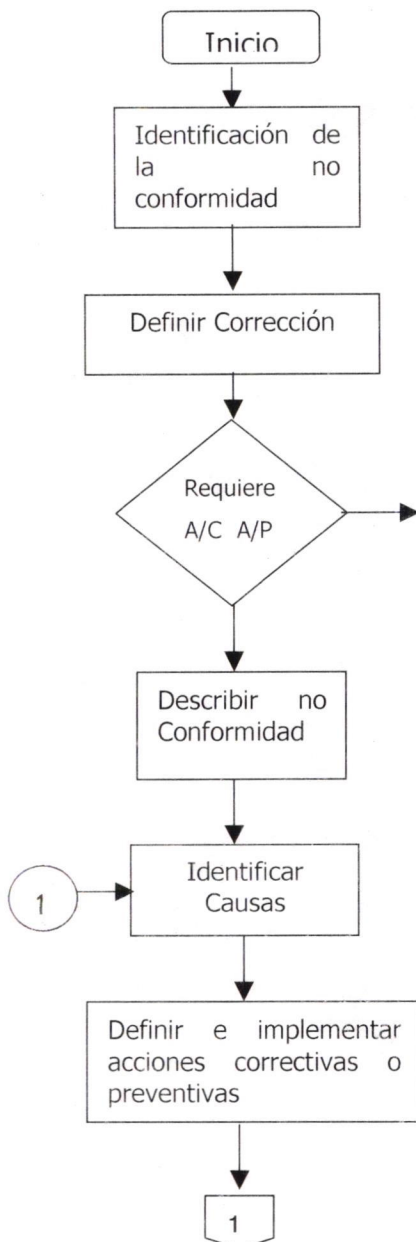 Inicio
Identificación de
la no
conformidad
Definir Corrección
Requiere
A/C A/P
Describir no
Conformidad
Identificar
Causas
1
Definir e implementar
acciones correctivas o
preventivas
1